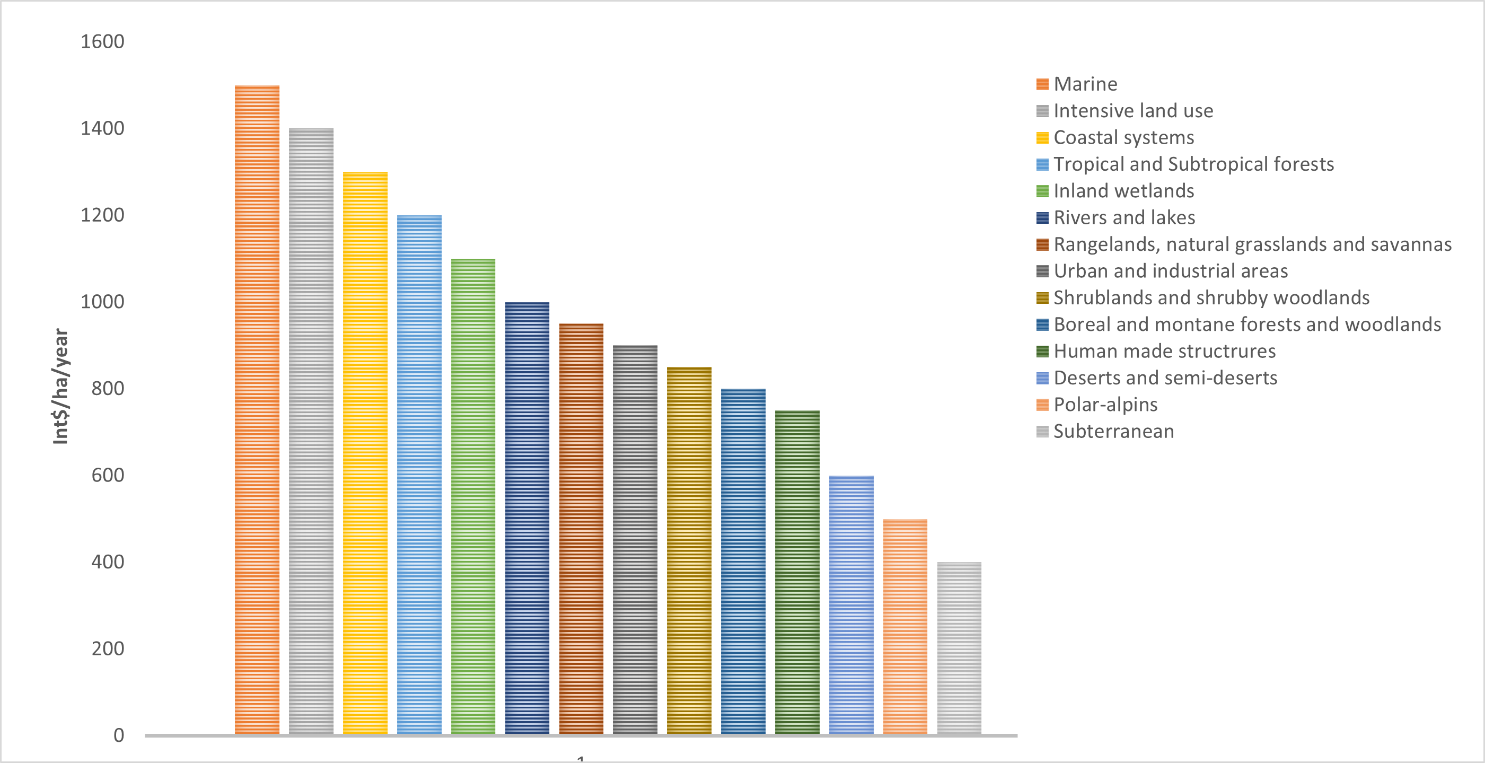 1600
1400
1200
1000
800
600
400
200
0
Int$/ha/year
1
Marine
Intensive land use
Coastal systems
Tropical and Subtropical forests
Inland wetlands
Rivers and lakes
Rangelands, natural grasslands and savannas
Urban and industrial areas
Shrublands and shrubby woodlands
Boreal and montane forests and woodlands
Human made structrures
Deserts and semi-deserts
Polar-alpins
Subterranean